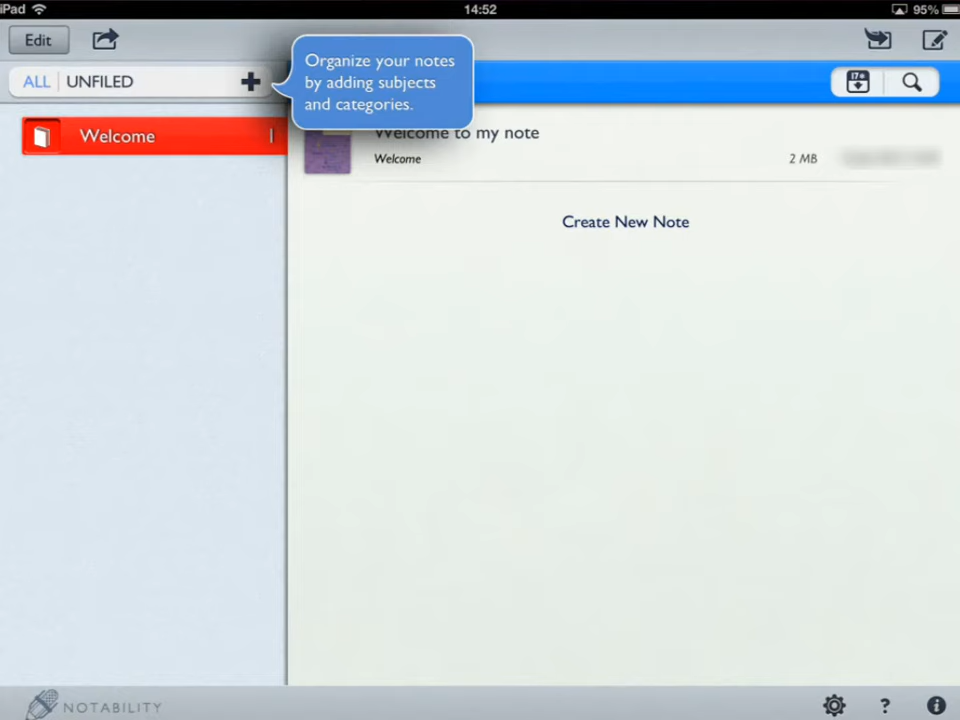 iPad
14:52
95%
Edit
ALL
UNFILED
Organize your notes
by adding subjects
and categories.
17
Welcome
Welcome to my note
Welcome
2 MB
Create New Note
NOTABILITY
?